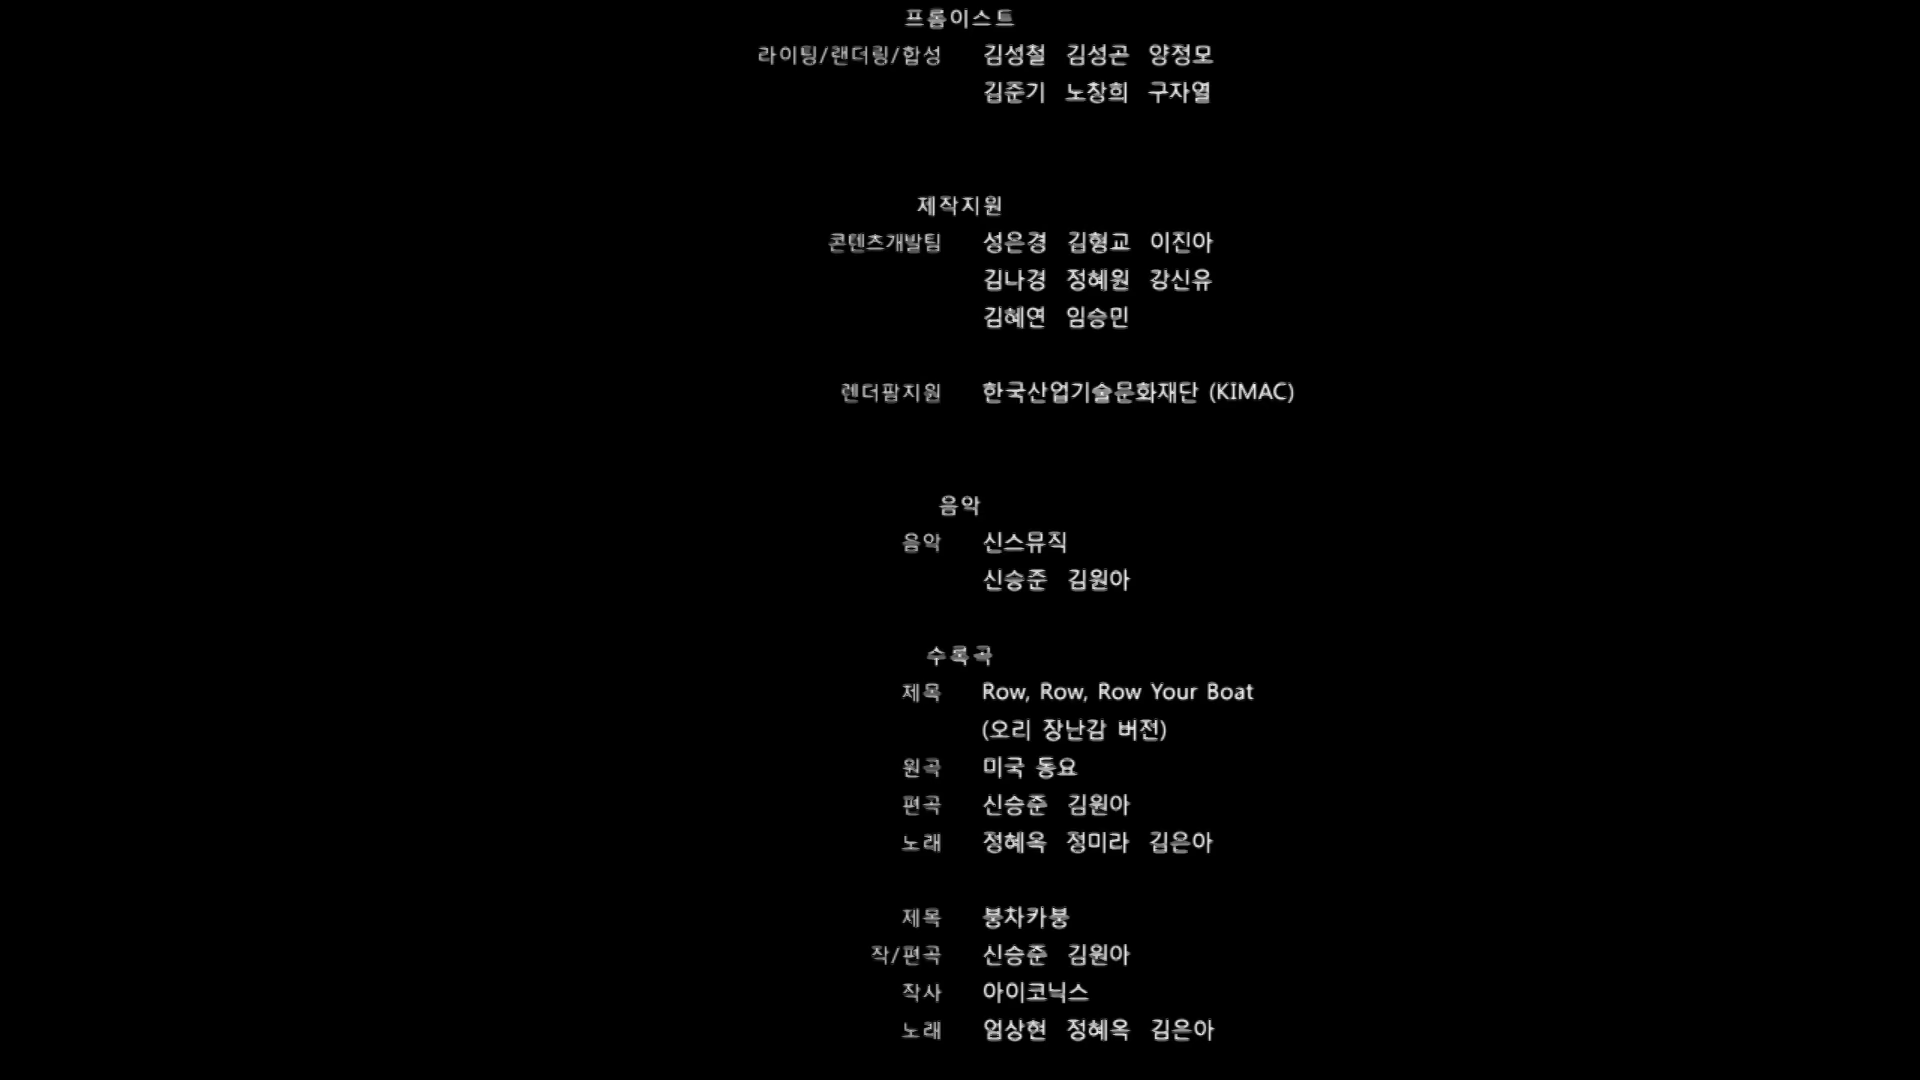 프롬이스트
라이팅/랜더링/합성 김성철 김성곤 양정모
김준기 노창희 구자열
제작지원
콘텐츠개발팀 성은경 김형교 이진아
김나경 정혜원 강신유
김혜연 임승민
렌더팜지원 한국산업기술문화재단 (KIMAC)
음악
음악 신스뮤직
신승준 김원아
수록곡
제목 Row, Row, Row Your Boat
(오리 장난감 버전)
원곡 미국 동요
편곡 신승준 김원아
노래 정혜옥 정미라 김은아
제목 붕차카붕
작/편곡 신승준 김원아
작사 아이코닉스
노래 엄상현 정혜옥 김은아